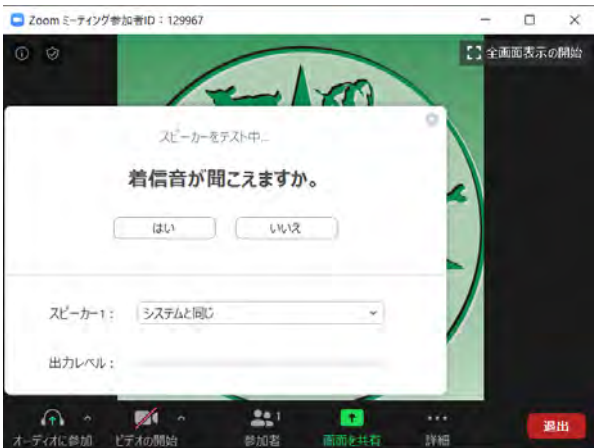 Zoom ミーティング参加者ID：129967
全画面表示の開始
スピーカーをテスト中...
着信音が聞こえますか。
はい
いいえ
スピーカー1：
システムと同じ
出力レベル：
1
オーディオに参加
ビデオの開始
参加者
画面を共有
詳細
退出